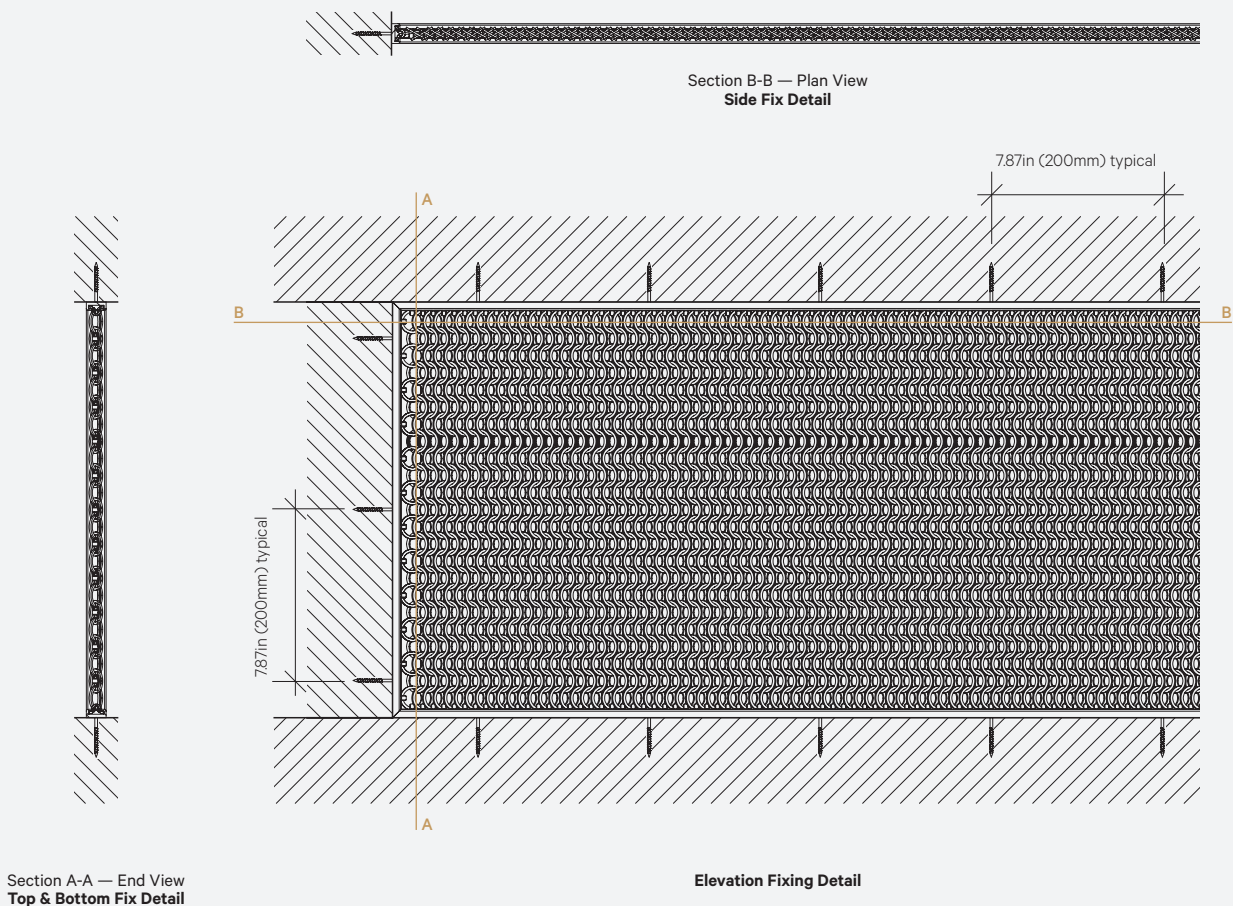 Section B-B — Plan View
Side Fix Detail
7.87in (200mm) typical
A
B
B
7.87in (200mm) typical
A
Section A-A — End View
Top & Bottom Fix Detail
Elevation Fixing Detail